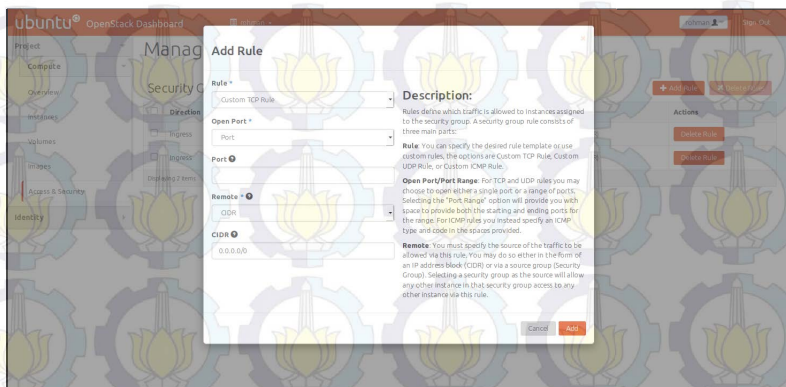 ubuntu® OpenStack Dashboard
rohman
Sign Out
Project
Compute
Overview
Instances
Volumes
Images
Access & Security
Identity
Manag
Security G
+ Add Rule
Delete Rules
Direction
Actions
Ingress
Delete Rule
Ingress
Delete Rule
Displaying 2 items
Add Rule
Rule *
Custom TCP Rule
Open Port *
Port
Port
Remote *
CIDR
CIDR
0.0.0.0/0
Description:
Rules define which traffic is allowed to instances assigned
to the security group. A security group rule consists of
three main parts:
Rule: You can specify the desired rule template or use
custom rules, the options are Custom TCP Rule, Custom
UDP Rule, or Custom ICMP Rule.
Open Port/Port Range: For TCP and UDP rules you may
choose to open either a single port or a range of ports.
Selecting the "Port Range" option will provide you with
space to provide both the starting and ending ports for
the range. For ICMP rules you instead specify an ICMP
type and code in the spaces provided.
Remote: You must specify the source of the traffic to be
allowed via this rule. You may do so either in the form of
an IP address block (CIDR) or via a source group (Security
Group). Selecting a security group as the source will allow
any other instance in that security group access to any
other instance via this rule.
Cancel
Add